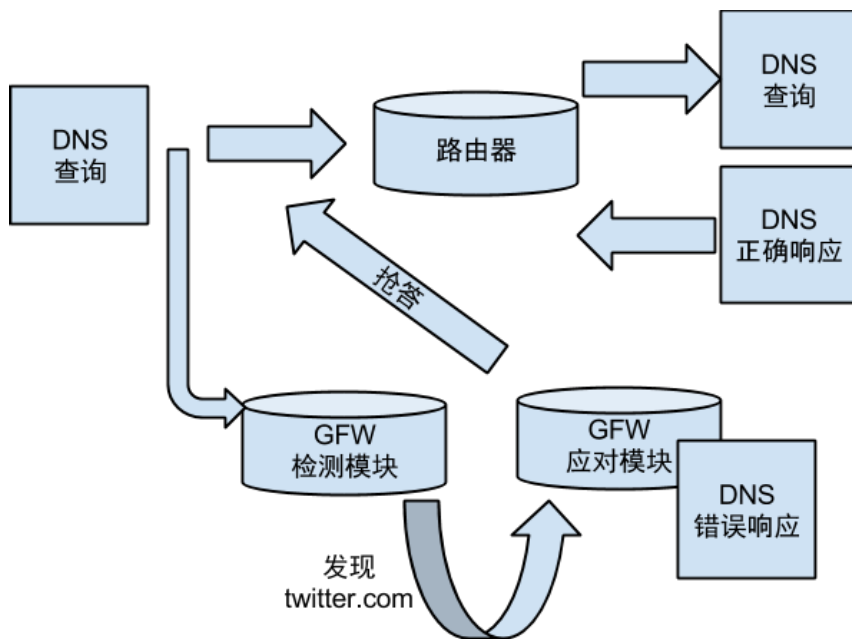 DNS
查询
DNS
查询
路由器
DNS
正确响应
抢答
GFW
检测模块
GFW
应对模块
DNS
错误响应
发现
twitter.com